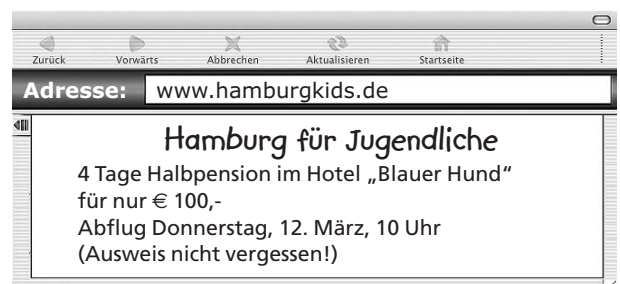 Zurück Vorwärts Abbrechen Aktualisieren Startseite
Adresse: www.hamburgkids.de
Hamburg für Jugendliche
4 Tage Halbpension im Hotel „Blauer Hund“
für nur € 100,-
Abflug Donnerstag, 12. März, 10 Uhr
(Ausweis nicht vergessen!)